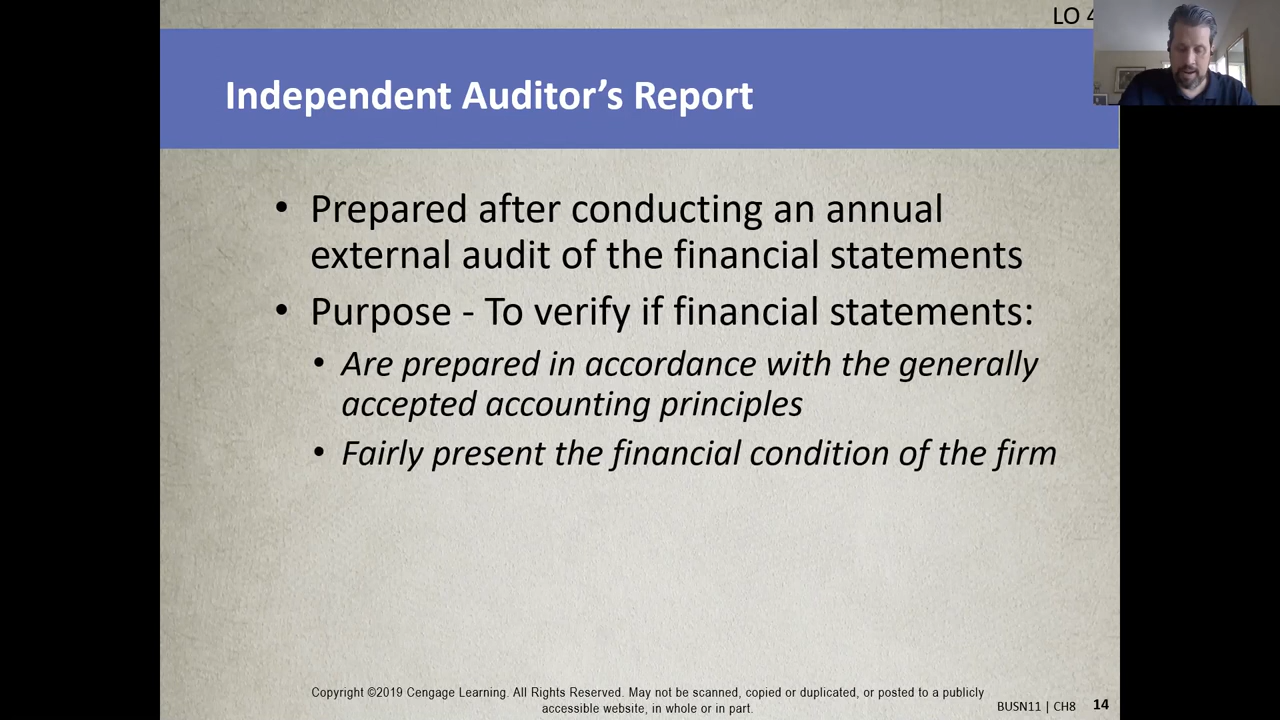 LO 4
Independent Auditor’s Report
• Prepared after conducting an annual
external audit of the financial statements
• Purpose - To verify if financial statements:
• Are prepared in accordance with the generally
accepted accounting principles
• Fairly present the financial condition of the firm
Copyright ©2019 Cengage Learning. All Rights Reserved. May not be scanned, copied or duplicated, or posted to a publicly
accessible website, in whole or in part.
BUSN11 | CH8 14